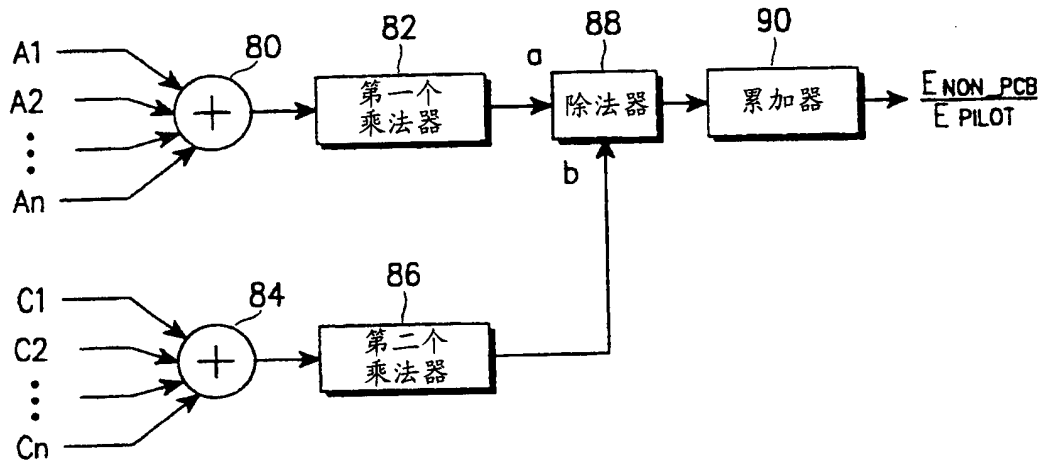 A1
A2
An
80
82
第一个
乘法器
a
88
除法器
b
90
累加器
E NON_PCB
E PILOT
C1
C2
Cn
84
86
第二个
乘法器